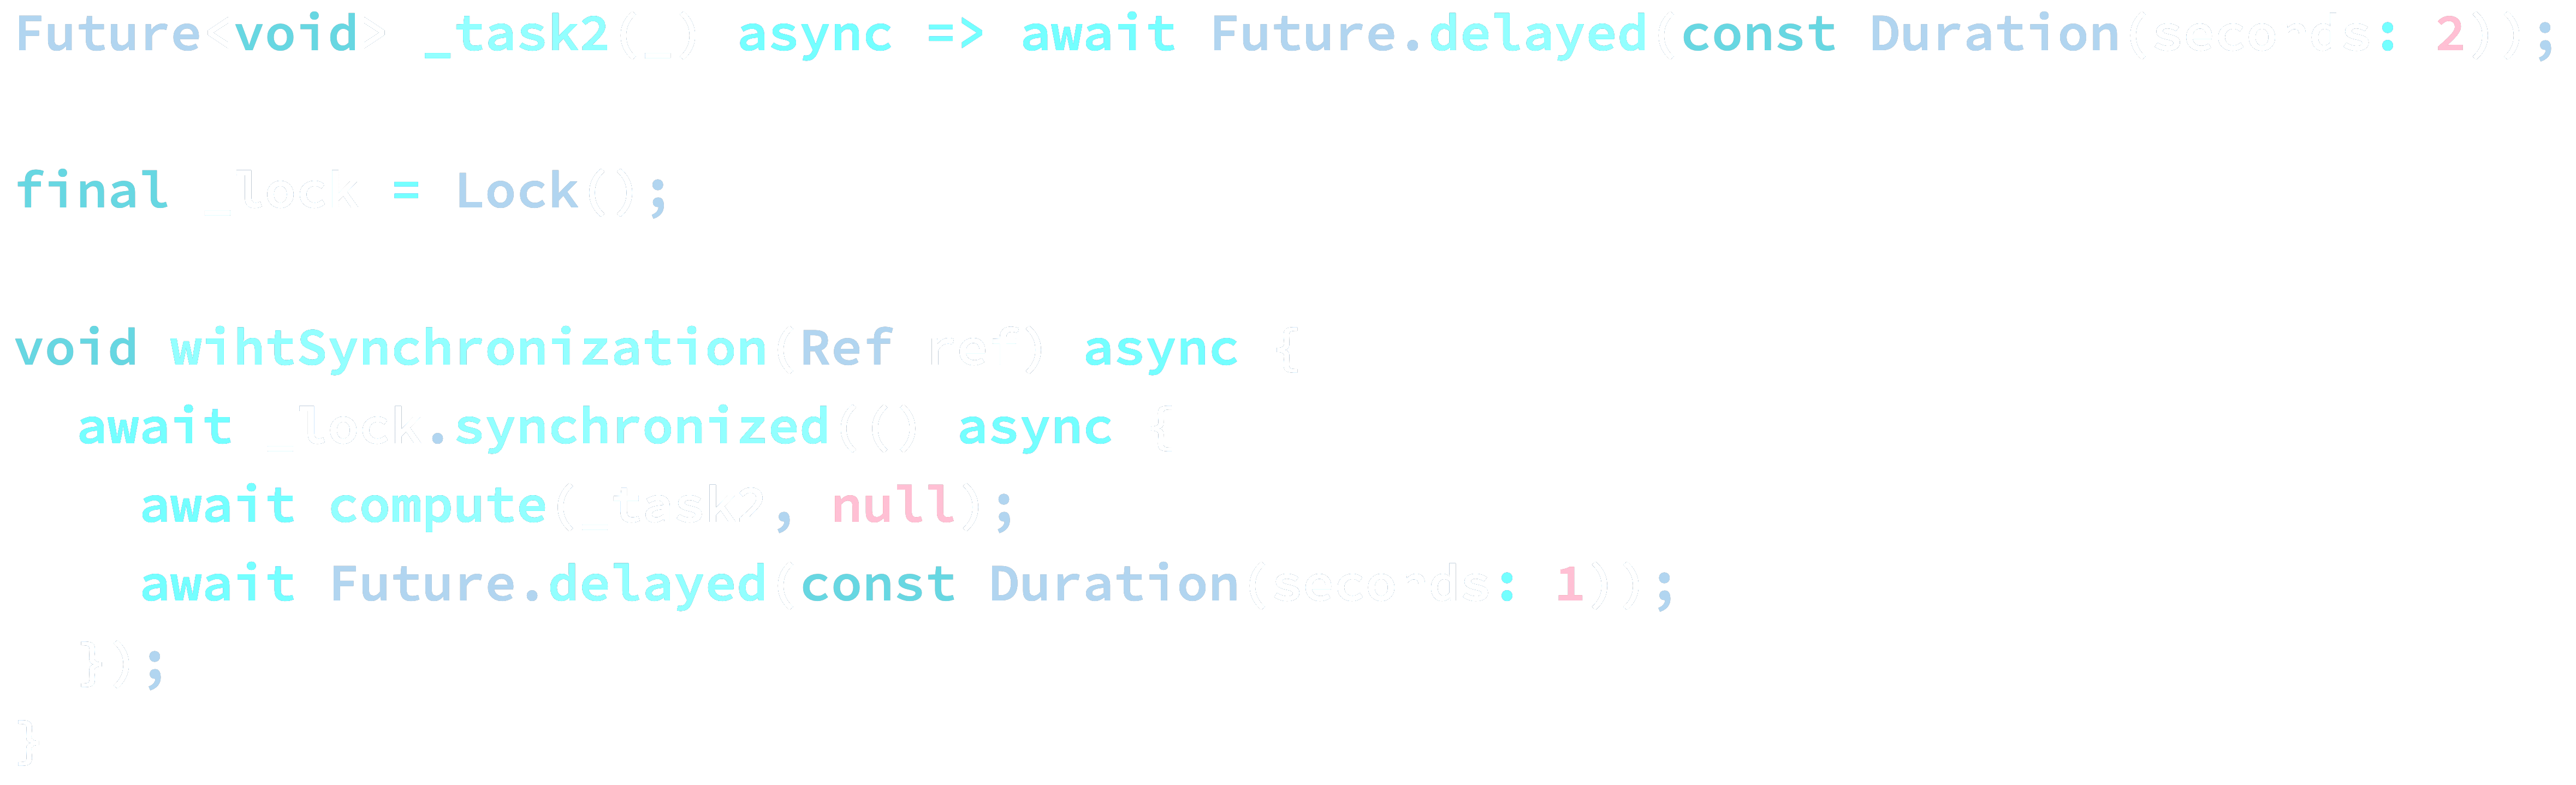 Future<void> _task2(_) async => await Future.delayed(const Duration(seconds: 2));
final _lock = Lock();
void wihtSynchronization(Ref ref) async {
await _lock.synchronized(() async {
await compute(_task2, null);
await Future.delayed(const Duration(seconds: 1));
});
}